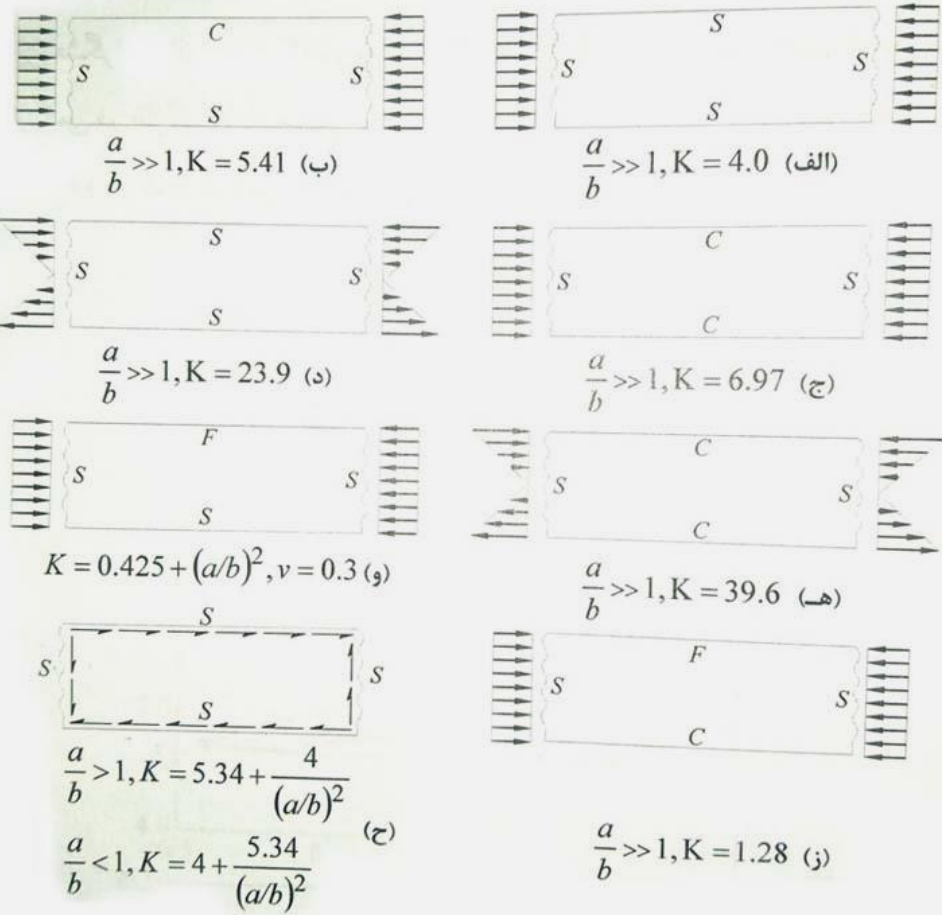 S
S S
S
a/b >> 1, K = 4.0 (الف)
C
S S
S
a/b >> 1, K = 5.41 (ب)
C
S S
C
a/b >> 1, K = 6.97 (ج)
S
S S
S
a/b >> 1, K = 23.9 (د)
C
S S
C
a/b >> 1, K = 39.6 (هـ)
F
S S
S
K = 0.425 + (a/b)², v = 0.3 (و)
F
S S
C
a/b >> 1, K = 1.28 (ز)
S
S S
S
a/b > 1, K = 5.34 + 4/(a/b)²
(ح)
a/b < 1, K = 4 + 5.34/(a/b)²